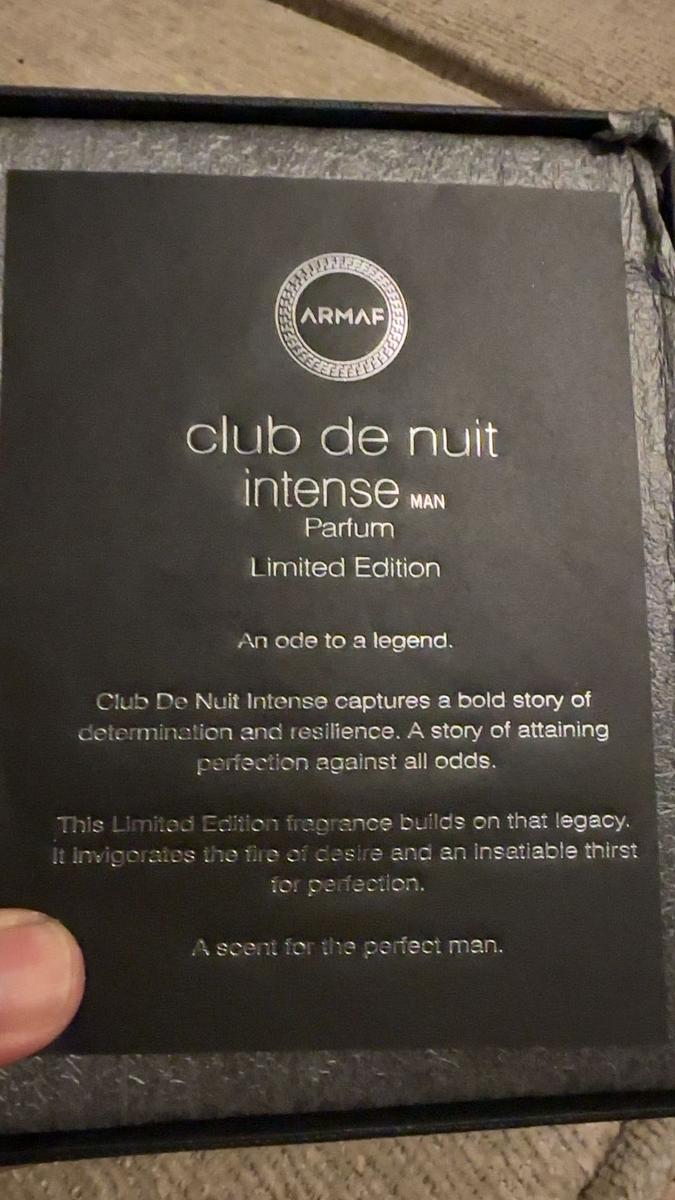 ARMAF
club de nuit
intense MAN
Parfum
Limited Edition
An ode to a legend.
Club De Nuit Intense captures a bold story of
determination and resilience. A story of attaining
perfection against all odds.
This Limited Edition fragrance builds on that legacy.
It Invigorates the fire of desire and an insatiable thirst
for perfection.
A scent for the perfect man.